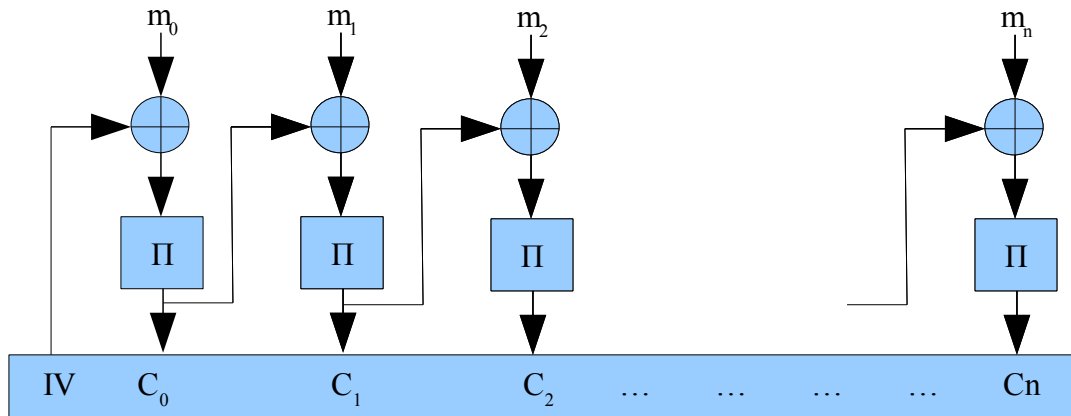 m₀ m₁ m₂ mₙ
Π Π Π Π
IV C₀ C₁ C₂ … … … … Cn